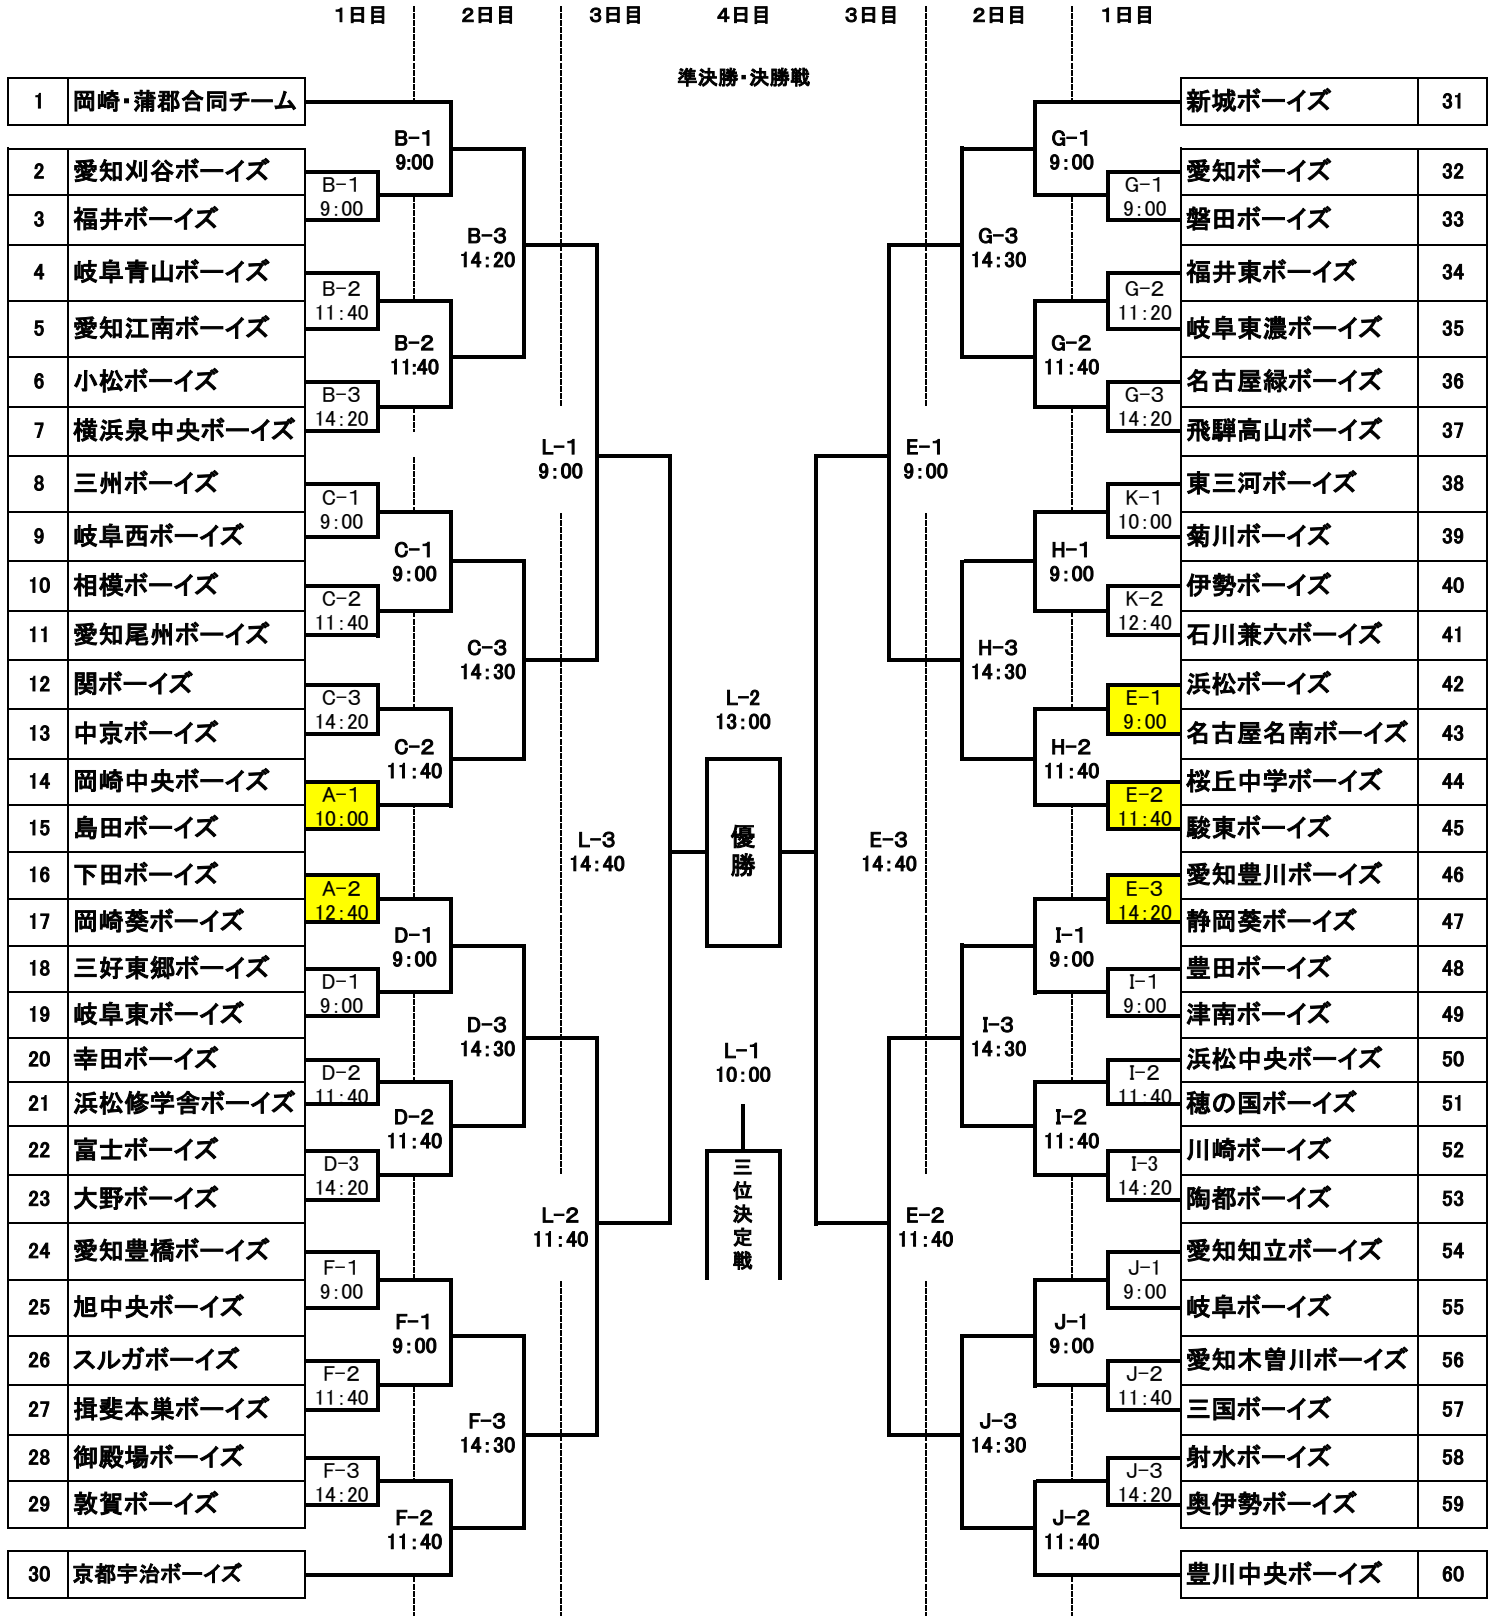 1日目 2日目 3日目 4日目 3日目 2日目 1日目
準決勝・決勝戦
1 岡崎・蒲郡合同チーム
2 愛知刈谷ボーイズ
3 福井ボーイズ
4 岐阜青山ボーイズ
5 愛知江南ボーイズ
6 小松ボーイズ
7 横浜泉中央ボーイズ
8 三州ボーイズ
9 岐阜西ボーイズ
10 相模ボーイズ
11 愛知尾州ボーイズ
12 関ボーイズ
13 中京ボーイズ
14 岡崎中央ボーイズ
15 島田ボーイズ
16 下田ボーイズ
17 岡崎葵ボーイズ
18 三好東郷ボーイズ
19 岐阜東ボーイズ
20 幸田ボーイズ
21 浜松修学舎ボーイズ
22 富士ボーイズ
23 大野ボーイズ
24 愛知豊橋ボーイズ
25 旭中央ボーイズ
26 スルガボーイズ
27 揖斐本巣ボーイズ
28 御殿場ボーイズ
29 敦賀ボーイズ
30 京都宇治ボーイズ
B-1
9:00
B-2
11:40
B-3
14:20
C-1
9:00
C-2
11:40
C-3
14:20
A-1
10:00
A-2
12:40
D-1
9:00
D-2
11:40
D-3
14:20
F-1
9:00
F-2
11:40
F-3
14:20
B-1
9:00
B-2
11:40
C-1
9:00
C-2
11:40
D-1
9:00
D-2
11:40
F-1
9:00
F-2
11:40
B-3
14:20
C-3
14:30
D-3
14:30
F-3
14:30
L-1
9:00
L-2
11:40
L-3
14:40
L-2
13:00
優
勝
L-1
10:00
三
位
決
定
戦
E-3
14:40
E-1
9:00
E-2
11:40
G-3
14:30
H-3
14:30
I-3
14:30
J-3
14:30
G-1
9:00
G-2
11:40
H-1
9:00
H-2
11:40
I-1
9:00
I-2
11:40
J-1
9:00
J-2
11:40
G-1
9:00
G-2
11:20
G-3
14:20
K-1
10:00
K-2
12:40
E-1
9:00
E-2
11:40
E-3
14:20
I-1
9:00
I-2
11:40
I-3
14:20
J-1
9:00
J-2
11:40
J-3
14:20
新城ボーイズ 31
愛知ボーイズ 32
磐田ボーイズ 33
福井東ボーイズ 34
岐阜東濃ボーイズ 35
名古屋緑ボーイズ 36
飛騨高山ボーイズ 37
東三河ボーイズ 38
菊川ボーイズ 39
伊勢ボーイズ 40
石川兼六ボーイズ 41
浜松ボーイズ 42
名古屋名南ボーイズ 43
桜丘中学ボーイズ 44
駿東ボーイズ 45
愛知豊川ボーイズ 46
静岡葵ボーイズ 47
豊田ボーイズ 48
津南ボーイズ 49
浜松中央ボーイズ 50
穂の国ボーイズ 51
川崎ボーイズ 52
陶都ボーイズ 53
愛知知立ボーイズ 54
岐阜ボーイズ 55
愛知木曽川ボーイズ 56
三国ボーイズ 57
射水ボーイズ 58
奥伊勢ボーイズ 59
豊川中央ボーイズ 60